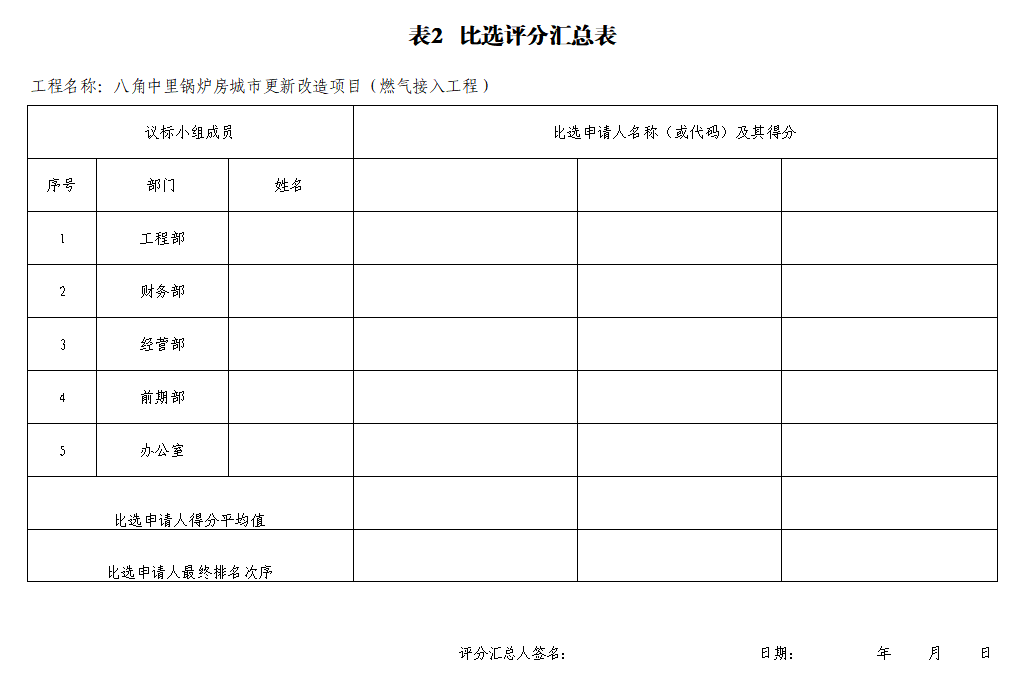 表2 比选评分汇总表
工程名称：八角中里锅炉房城市更新改造项目（燃气接入工程）
议标小组成员 比选申请人名称（或代码）及其得分
序号 部门 姓名
1 工程部
2 财务部
3 经营部
4 前期部
5 办公室
比选申请人得分平均值
比选申请人最终排名次序
评分汇总人签名： 日期： 年 月 日